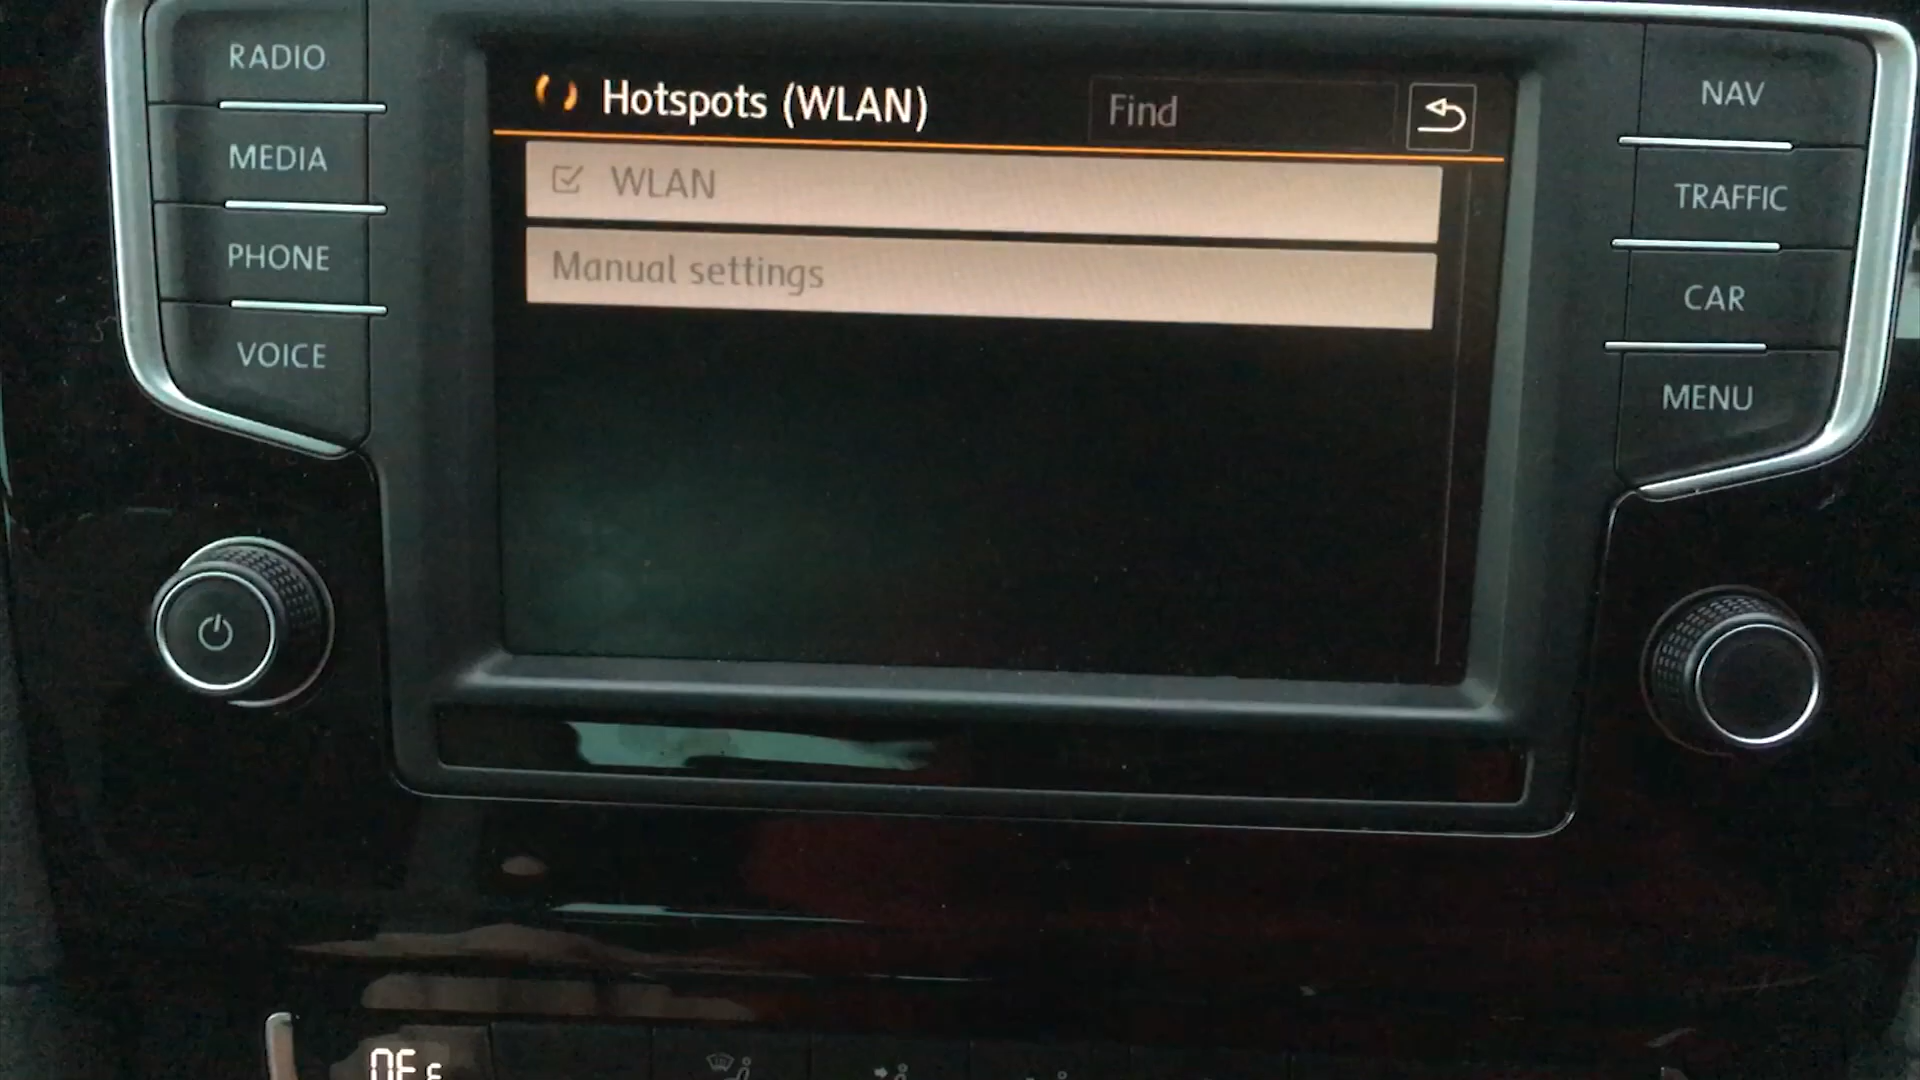 RADIO
MEDIA
PHONE
VOICE
Hotspots (WLAN)
Find
WLAN
Manual settings
NAV
TRAFFIC
CAR
MENU